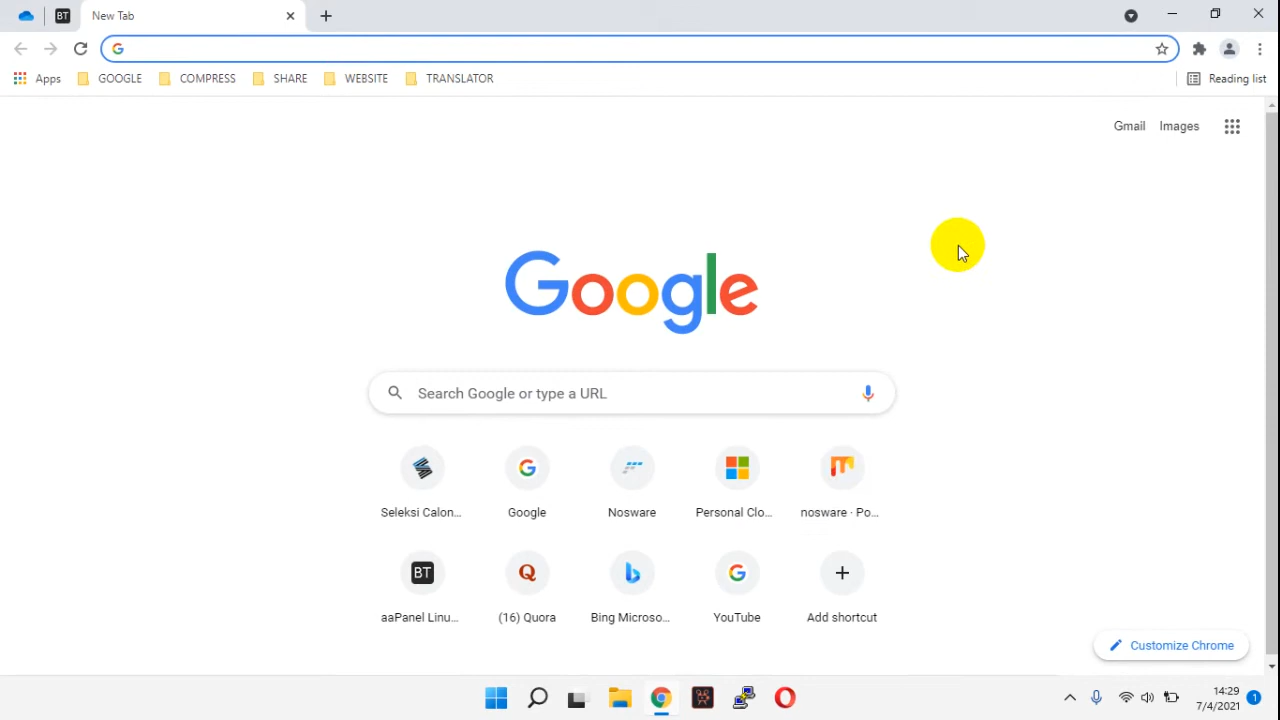 BT
New Tab
Apps
GOOGLE
COMPRESS
SHARE
WEBSITE
TRANSLATOR
Reading list
Gmail
Images
Google
Search Google or type a URL
Seleksi Calon...
Google
Nosware
Personal Clo...
nosware · Po...
BT
aaPanel Linu...
(16) Quora
Bing Microso...
YouTube
Add shortcut
Customize Chrome
14:29
7/4/2021
1